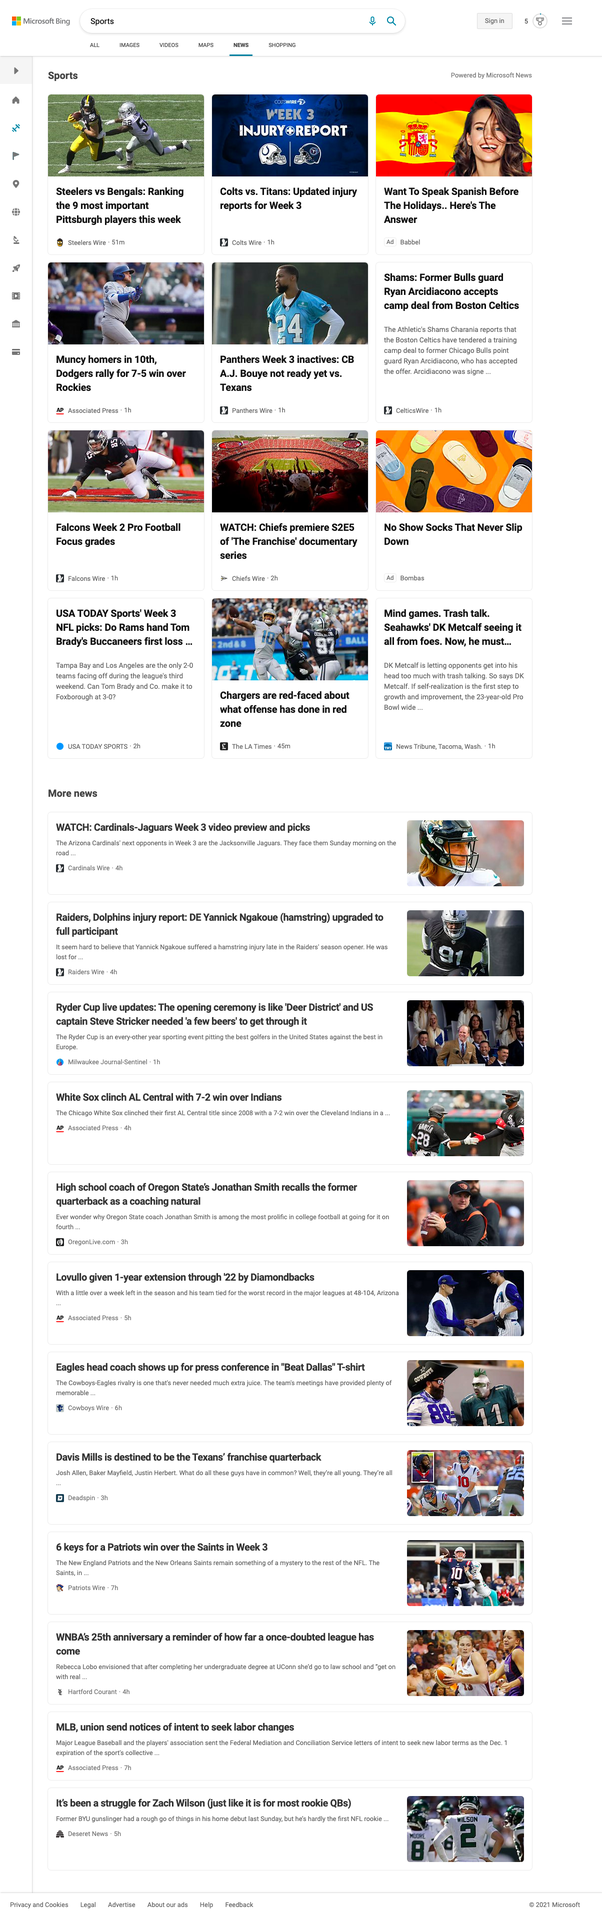 Microsoft Bing
Sports
Sign in
5
ALL IMAGES VIDEOS MAPS NEWS SHOPPING
Sports
Powered by Microsoft News
COLTSWIRE
WEEK 3
INJURY+REPORT
Steelers vs Bengals: Ranking
the 9 most important
Pittsburgh players this week
Steelers Wire · 51m
Colts vs. Titans: Updated injury
reports for Week 3
Colts Wire · 1h
Want To Speak Spanish Before
The Holidays.. Here's The
Answer
Ad Babbel
24
Muncy homers in 10th,
Dodgers rally for 7-5 win over
Rockies
AP Associated Press · 1h
Panthers Week 3 inactives: CB
A.J. Bouye not ready yet vs.
Texans
Panthers Wire · 1h
Shams: Former Bulls guard
Ryan Arcidiacono accepts
camp deal from Boston Celtics
The Athletic's Shams Charania reports that
the Boston Celtics have tendered a training
camp deal to former Chicago Bulls point
guard Ryan Arcidiacono, who has accepted
the offer. Arcidiacono was signe ...
CelticsWire · 1h
Falcons Week 2 Pro Football
Focus grades
Falcons Wire · 1h
WATCH: Chiefs premiere S2E5
of 'The Franchise' documentary
series
Chiefs Wire · 2h
No Show Socks That Never Slip
Down
Ad Bombas
USA TODAY Sports' Week 3
NFL picks: Do Rams hand Tom
Brady's Buccaneers first loss ...
Tampa Bay and Los Angeles are the only 2-0
teams facing off during the league's third
weekend. Can Tom Brady and Co. make it to
Foxborough at 3-0?
USA TODAY SPORTS · 2h
Chargers are red-faced about
what offense has done in red
zone
The LA Times · 45m
Mind games. Trash talk.
Seahawks' DK Metcalf seeing it
all from foes. Now, he must...
DK Metcalf is letting opponents get into his
head too much with trash talking. So says DK
Metcalf. If self-realization is the first step to
growth and improvement, the 23-year-old Pro
Bowl wide ...
News Tribune, Tacoma, Wash. · 1h
More news
WATCH: Cardinals-Jaguars Week 3 video preview and picks
The Arizona Cardinals' next opponents in Week 3 are the Jacksonville Jaguars. They face them Sunday morning on the
road ...
Cardinals Wire · 4h
Raiders, Dolphins injury report: DE Yannick Ngakoue (hamstring) upgraded to
full participant
It seem hard to believe that Yannick Ngakoue suffered a hamstring injury late in the Raiders' season opener. He was
lost for ...
Raiders Wire · 4h
91
Ryder Cup live updates: The opening ceremony is like 'Deer District' and US
captain Steve Stricker needed 'a few beers' to get through it
The Ryder Cup is an every-other year sporting event pitting the best golfers in the United States against the best in
Europe.
Milwaukee Journal-Sentinel · 1h
White Sox clinch AL Central with 7-2 win over Indians
The Chicago White Sox clinched their first AL Central title since 2008 with a 7-2 win over the Cleveland Indians in a ...
AP Associated Press · 4h
28
High school coach of Oregon State's Jonathan Smith recalls the former
quarterback as a coaching natural
Ever wonder why Oregon State coach Jonathan Smith is among the most prolific in college football at going for it on
fourth ...
OregonLive.com · 3h
Lovullo given 1-year extension through '22 by Diamondbacks
With a little over a week left in the season and his team tied for the worst record in the major leagues at 48-104, Arizona
...
AP Associated Press · 5h
Eagles head coach shows up for press conference in "Beat Dallas" T-shirt
The Cowboys-Eagles rivalry is one that's never needed much extra juice. The team's meetings have provided plenty of
memorable ...
Cowboys Wire · 6h
COWBOYS
88
11
Davis Mills is destined to be the Texans' franchise quarterback
Josh Allen, Baker Mayfield, Justin Herbert. What do all these guys have in common? Well, they're all young. They're all
...
Deadspin · 3h
10
6 keys for a Patriots win over the Saints in Week 3
The New England Patriots and the New Orleans Saints remain something of a mystery to the rest of the NFL. The
Saints, in ...
Patriots Wire · 7h
10
WNBA's 25th anniversary a reminder of how far a once-doubted league has
come
Rebecca Lobo envisioned that after completing her undergraduate degree at UConn she'd go to law school and "get on
with real ...
Hartford Courant · 4h
MLB, union send notices of intent to seek labor changes
Major League Baseball and the players' association sent the Federal Mediation and Conciliation Service letters of intent to seek new labor terms as the Dec. 1
expiration of the sport's collective ...
AP Associated Press · 7h
It's been a struggle for Zach Wilson (just like it is for most rookie QBs)
Former BYU gunslinger had a rough go of things in his home debut last Sunday, but he's hardly the first NFL rookie ...
Deseret News · 5h
WILSON
8 2
Privacy and Cookies Legal Advertise About our ads Help Feedback
© 2021 Microsoft